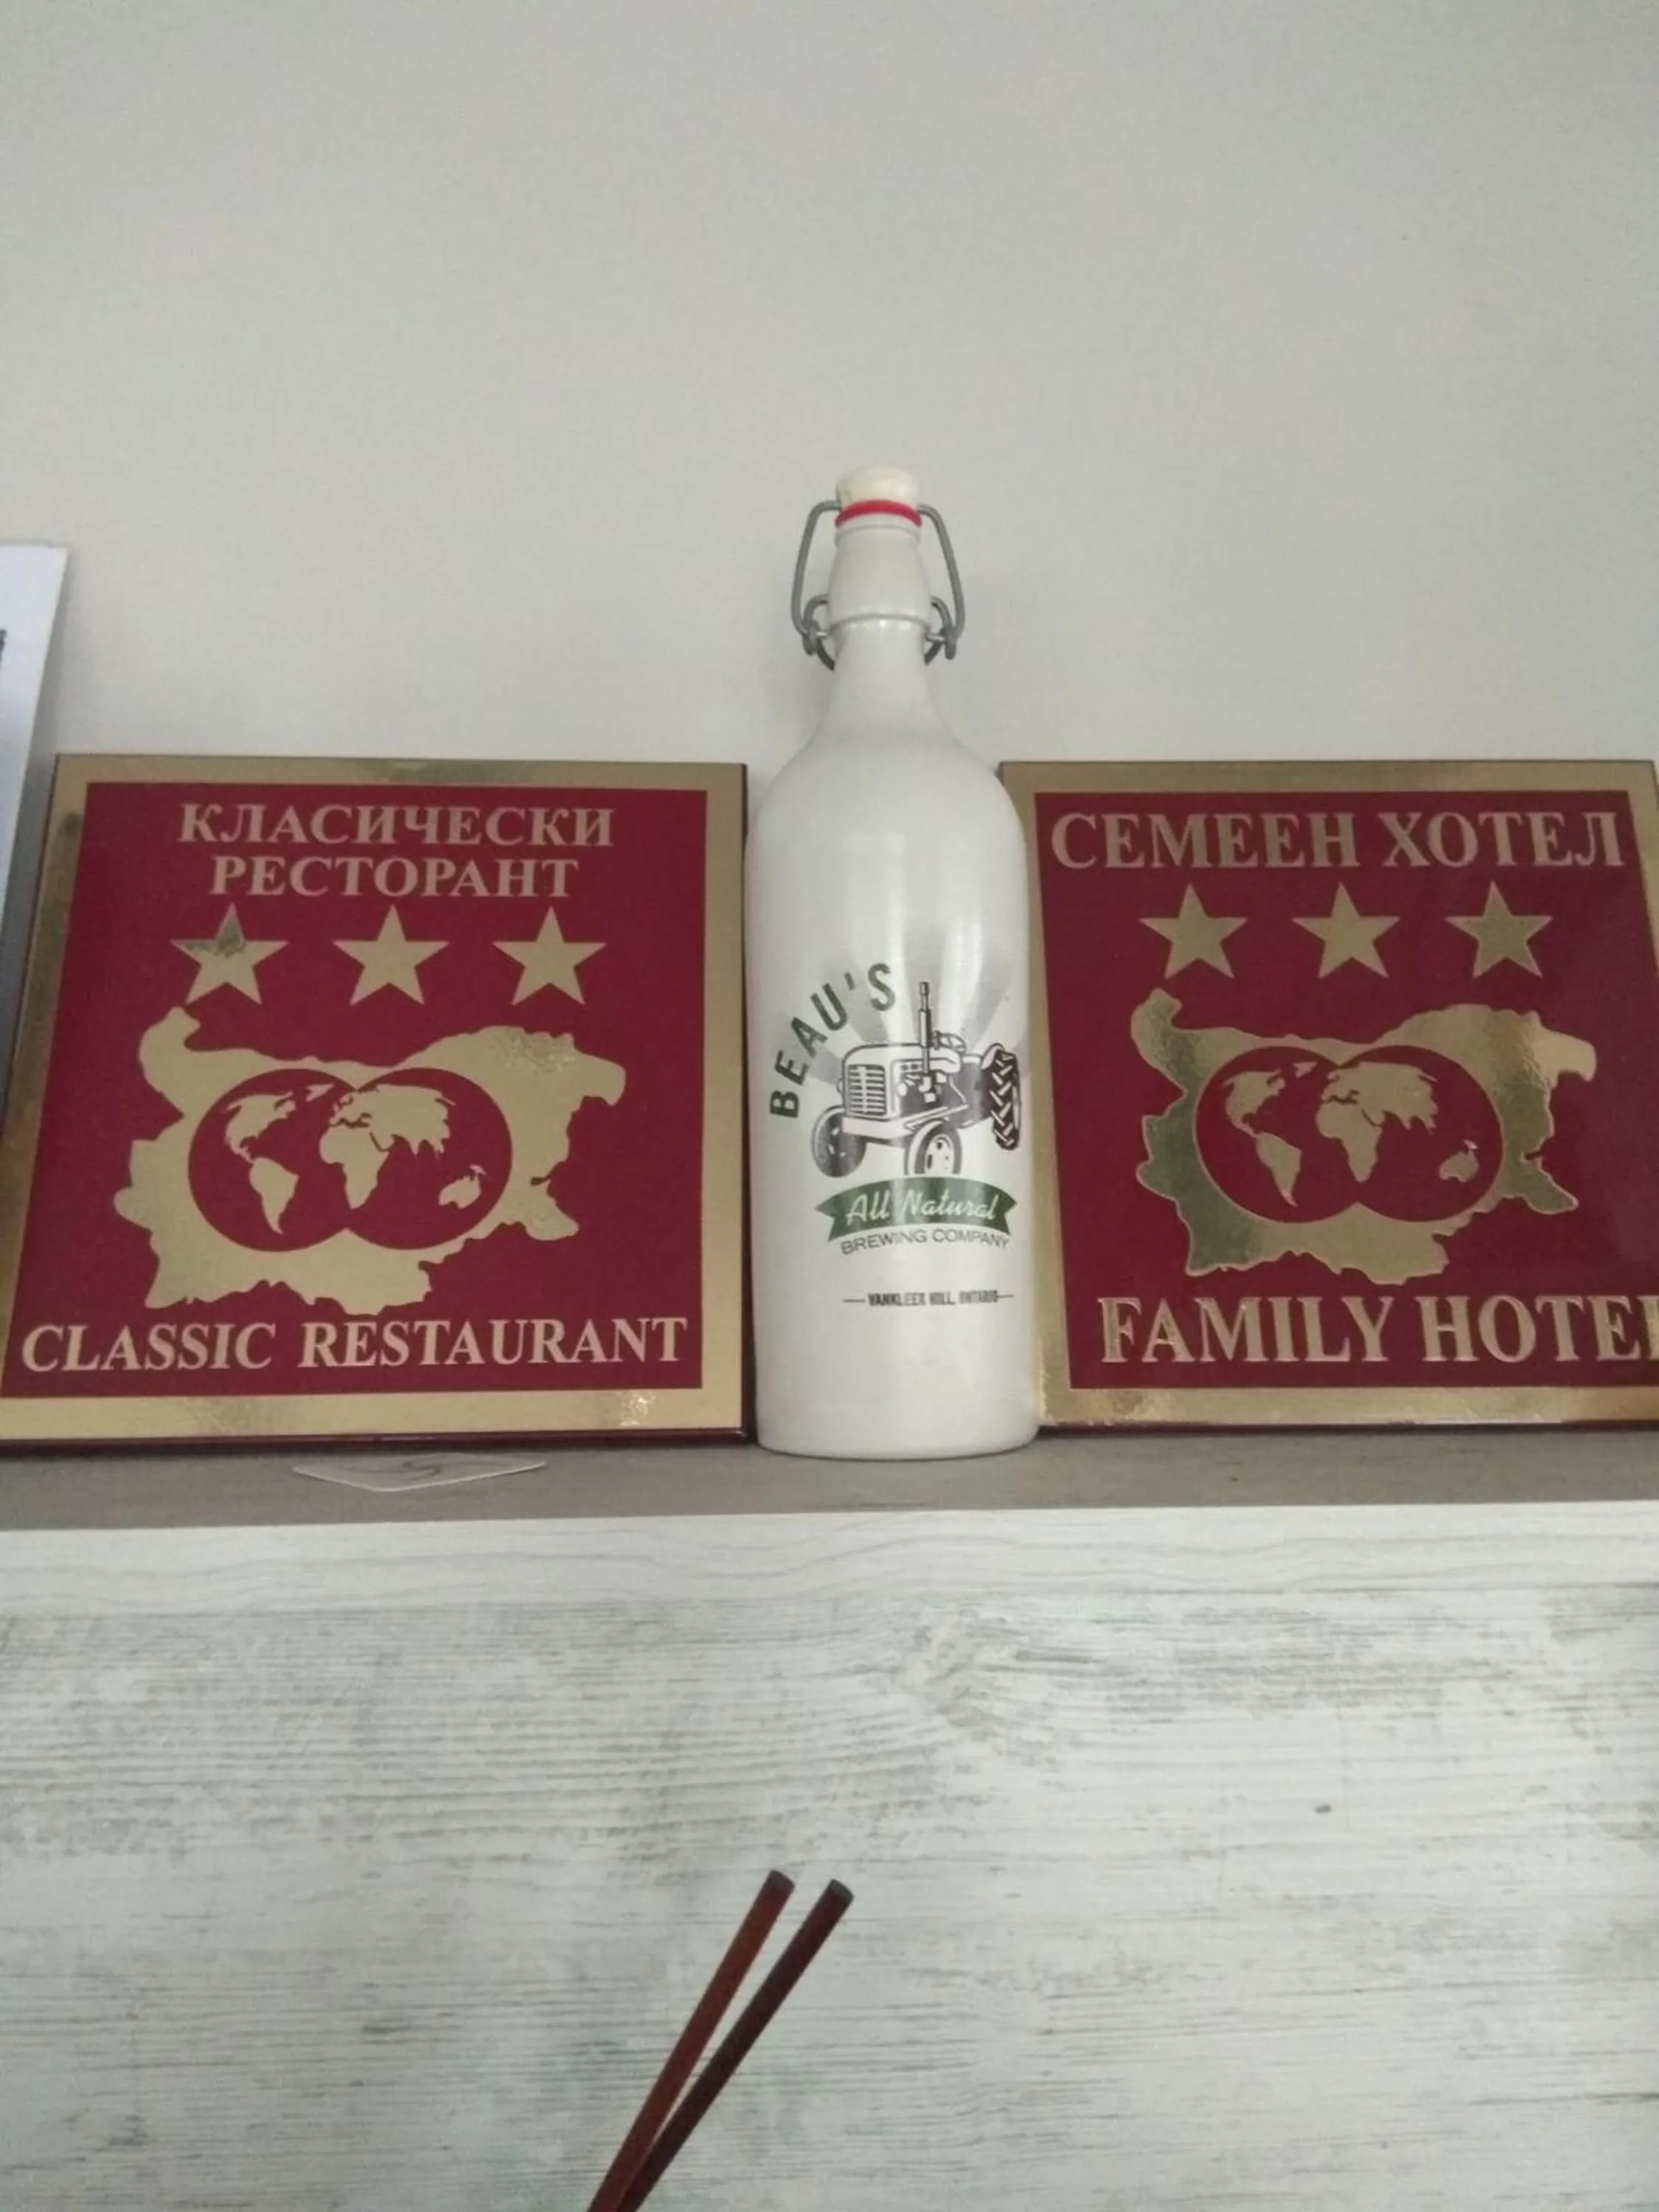 КЛАСИЧЕСКИ
РЕСТОРАНТ
CLASSIC RESTAURANT
BEAU'S
All Natural
BREWING COMPANY
VANKLEEK HILL, ONTARIO
СЕМЕЕН ХОТЕЛ
FAMILY HOTEL